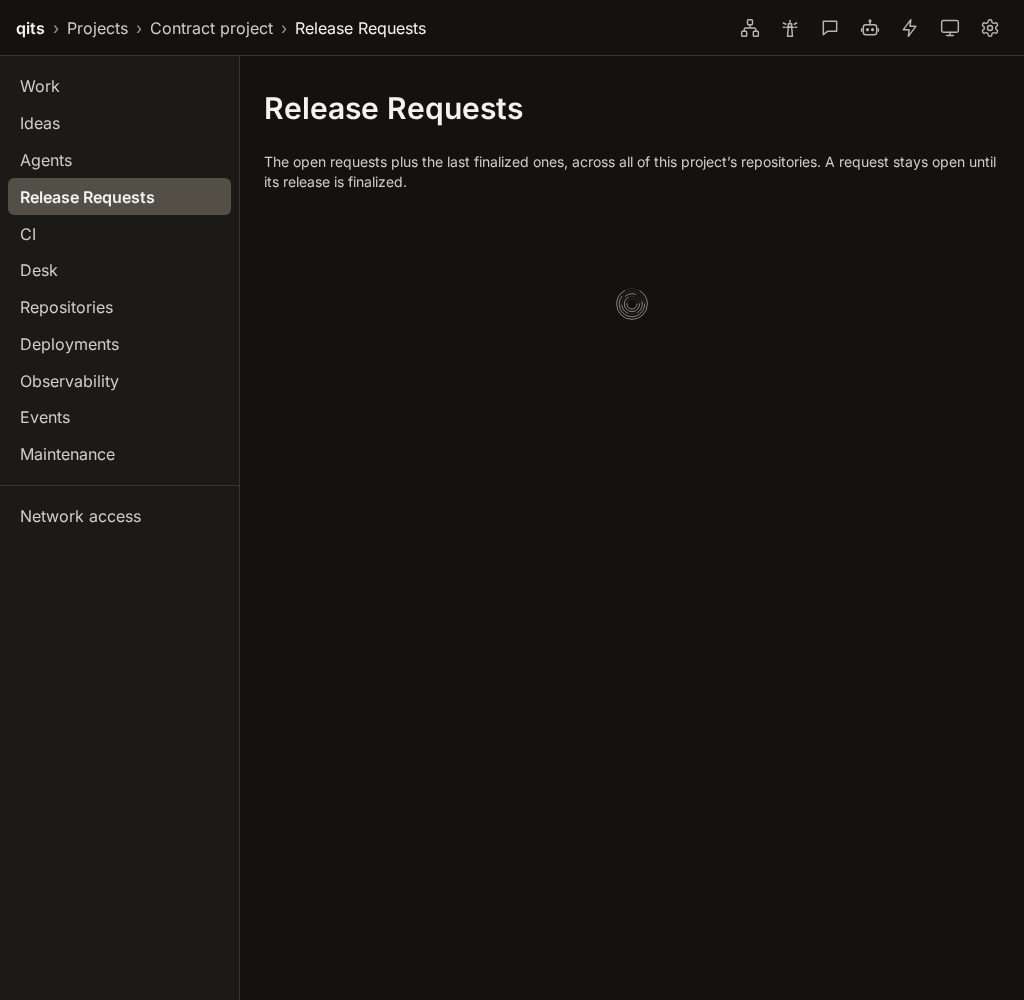 qits › Projects › Contract project › Release Requests
Work
Ideas
Agents
Release Requests
CI
Desk
Repositories
Deployments
Observability
Events
Maintenance
Network access
Release Requests
The open requests plus the last finalized ones, across all of this project’s repositories. A request stays open until
its release is finalized.